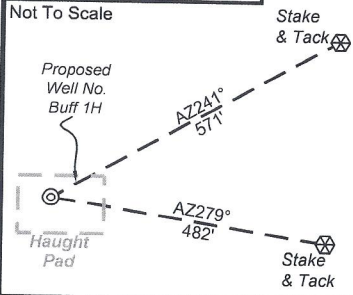 Not To Scale
Stake
& Tack
Proposed
Well No.
Buff 1H
AZ241°
571'
AZ279°
482'
Haught
Pad
Stake
& Tack